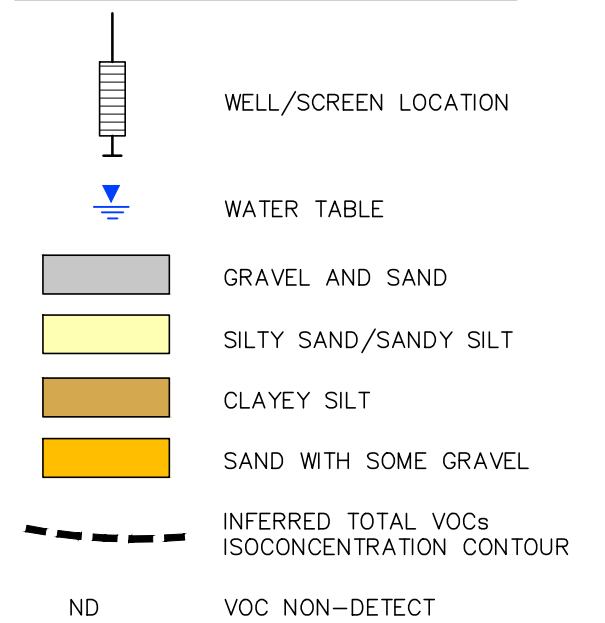 WELL/SCREEN LOCATION
WATER TABLE
GRAVEL AND SAND
SILTY SAND/SANDY SILT
CLAYEY SILT
SAND WITH SOME GRAVEL
INFERRED TOTAL VOCs
ISOCONCENTRATION CONTOUR
ND VOC NON-DETECT